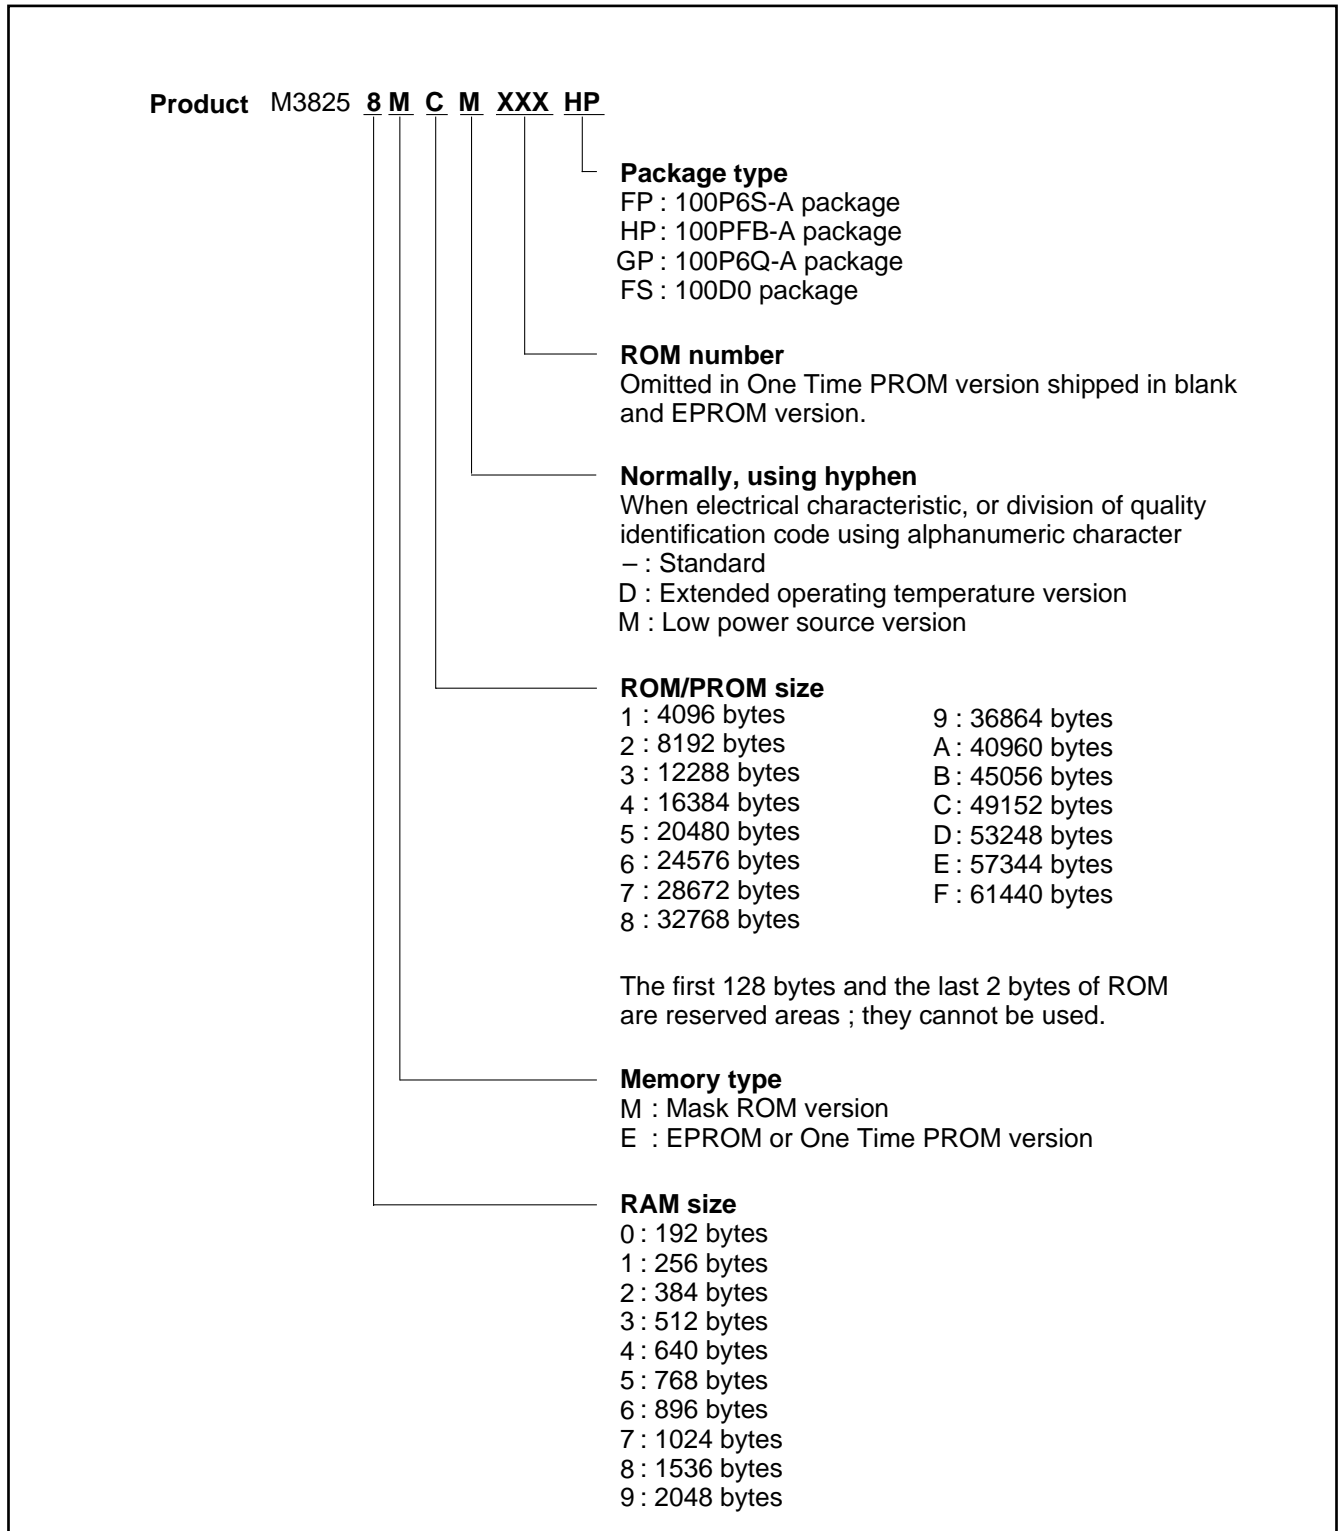 Product M3825 8 M C M XXX HP
Package type
FP : 100P6S-A package
HP : 100PFB-A package
GP : 100P6Q-A package
FS : 100D0 package
ROM number
Omitted in One Time PROM version shipped in blank
and EPROM version.
Normally, using hyphen
When electrical characteristic, or division of quality
identification code using alphanumeric character
– : Standard
D : Extended operating temperature version
M : Low power source version
ROM/PROM size
1 : 4096 bytes
2 : 8192 bytes
3 : 12288 bytes
4 : 16384 bytes
5 : 20480 bytes
6 : 24576 bytes
7 : 28672 bytes
8 : 32768 bytes
9 : 36864 bytes
A : 40960 bytes
B : 45056 bytes
C : 49152 bytes
D : 53248 bytes
E : 57344 bytes
F : 61440 bytes
The first 128 bytes and the last 2 bytes of ROM
are reserved areas ; they cannot be used.
Memory type
M : Mask ROM version
E : EPROM or One Time PROM version
RAM size
0 : 192 bytes
1 : 256 bytes
2 : 384 bytes
3 : 512 bytes
4 : 640 bytes
5 : 768 bytes
6 : 896 bytes
7 : 1024 bytes
8 : 1536 bytes
9 : 2048 bytes